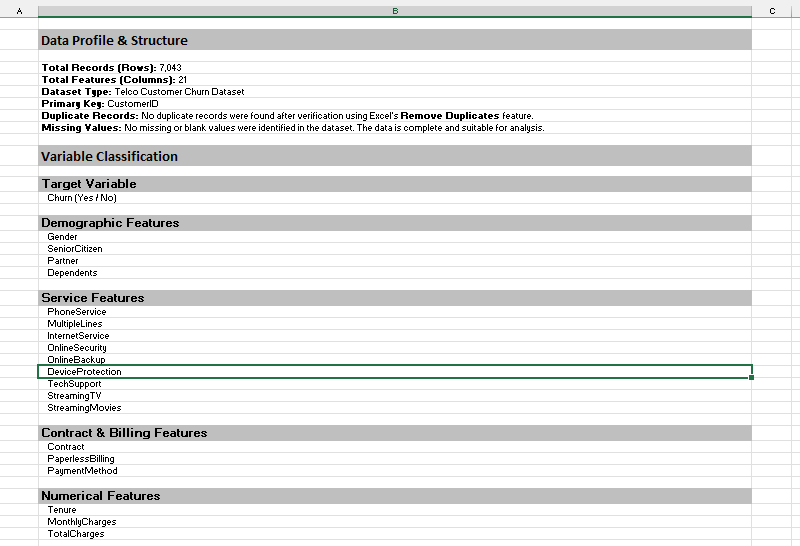 A B C
Data Profile & Structure
Total Records (Rows): 7,043
Total Features (Columns): 21
Dataset Type: Telco Customer Churn Dataset
Primary Key: CustomerID
Duplicate Records: No duplicate records were found after verification using Excel's Remove Duplicates feature.
Missing Values: No missing or blank values were identified in the dataset. The data is complete and suitable for analysis.
Variable Classification
Target Variable
Churn (Yes / No)
Demographic Features
Gender
SeniorCitizen
Partner
Dependents
Service Features
PhoneService
MultipleLines
InternetService
OnlineSecurity
OnlineBackup
DeviceProtection
TechSupport
StreamingTV
StreamingMovies
Contract & Billing Features
Contract
PaperlessBilling
PaymentMethod
Numerical Features
Tenure
MonthlyCharges
TotalCharges